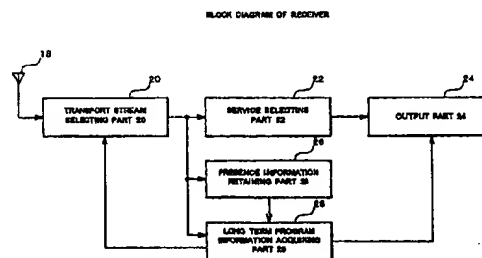 BLOCK DIAGRAM OF RECEIVER
18
20
TRANSPORT STREAM
SELECTING PART 20
22
SERVICE SELECTING
PART 22
24
OUTPUT PART 24
26
PRESENCE INFORMATION
RETAINING PART 26
28
LONG TERM PROGRAM
INFORMATION ACQUIRING
PART 28